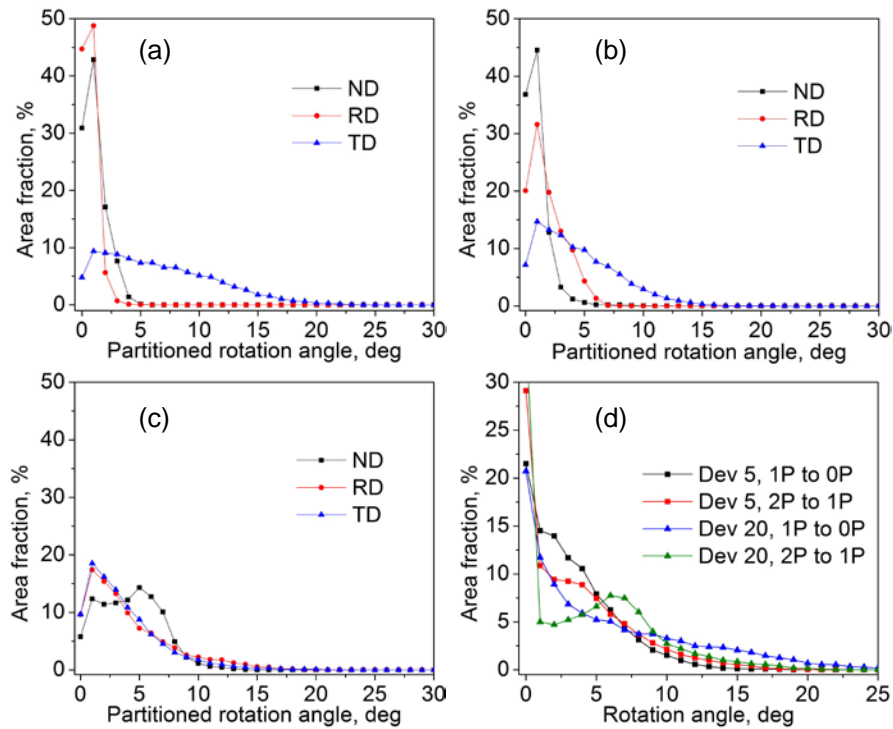 50
(a)
40
ND
RD
TD
30
20
10
0
0 5 10 15 20 25 30
Area fraction, %
Partitioned rotation angle, deg
50
(b)
40
ND
RD
TD
30
20
10
0
0 5 10 15 20 25 30
Area fraction, %
Partitioned rotation angle, deg
50
(c)
40
ND
RD
TD
30
20
10
0
0 5 10 15 20 25 30
Area fraction, %
Partitioned rotation angle, deg
30
(d)
25
Dev 5, 1P to 0P
Dev 5, 2P to 1P
Dev 20, 1P to 0P
Dev 20, 2P to 1P
20
15
10
5
0
0 5 10 15 20 25
Area fraction, %
Rotation angle, deg